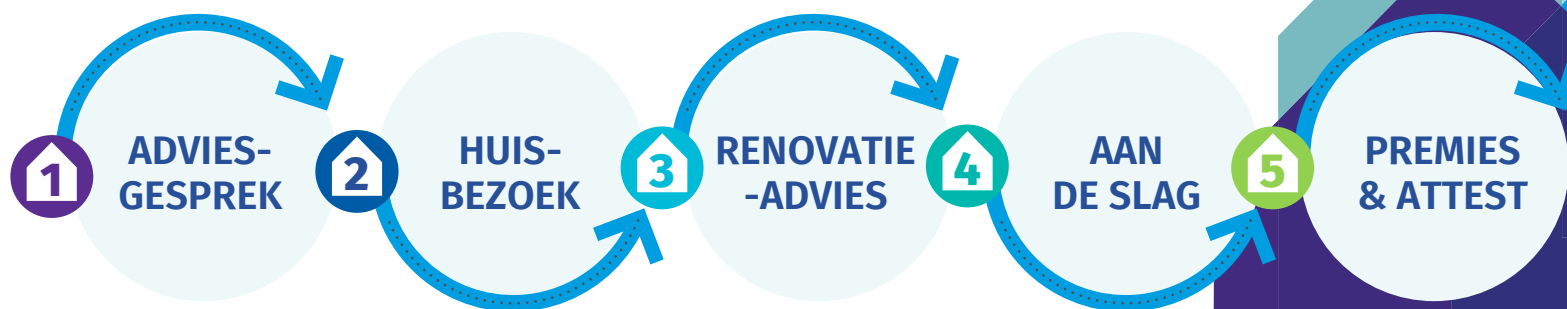 1
ADVIES-
GESPREK
2
HUIS-
BEZOEK
3
RENOVATIE
-ADVIES
4
AAN
DE SLAG
5
PREMIES
& ATTEST